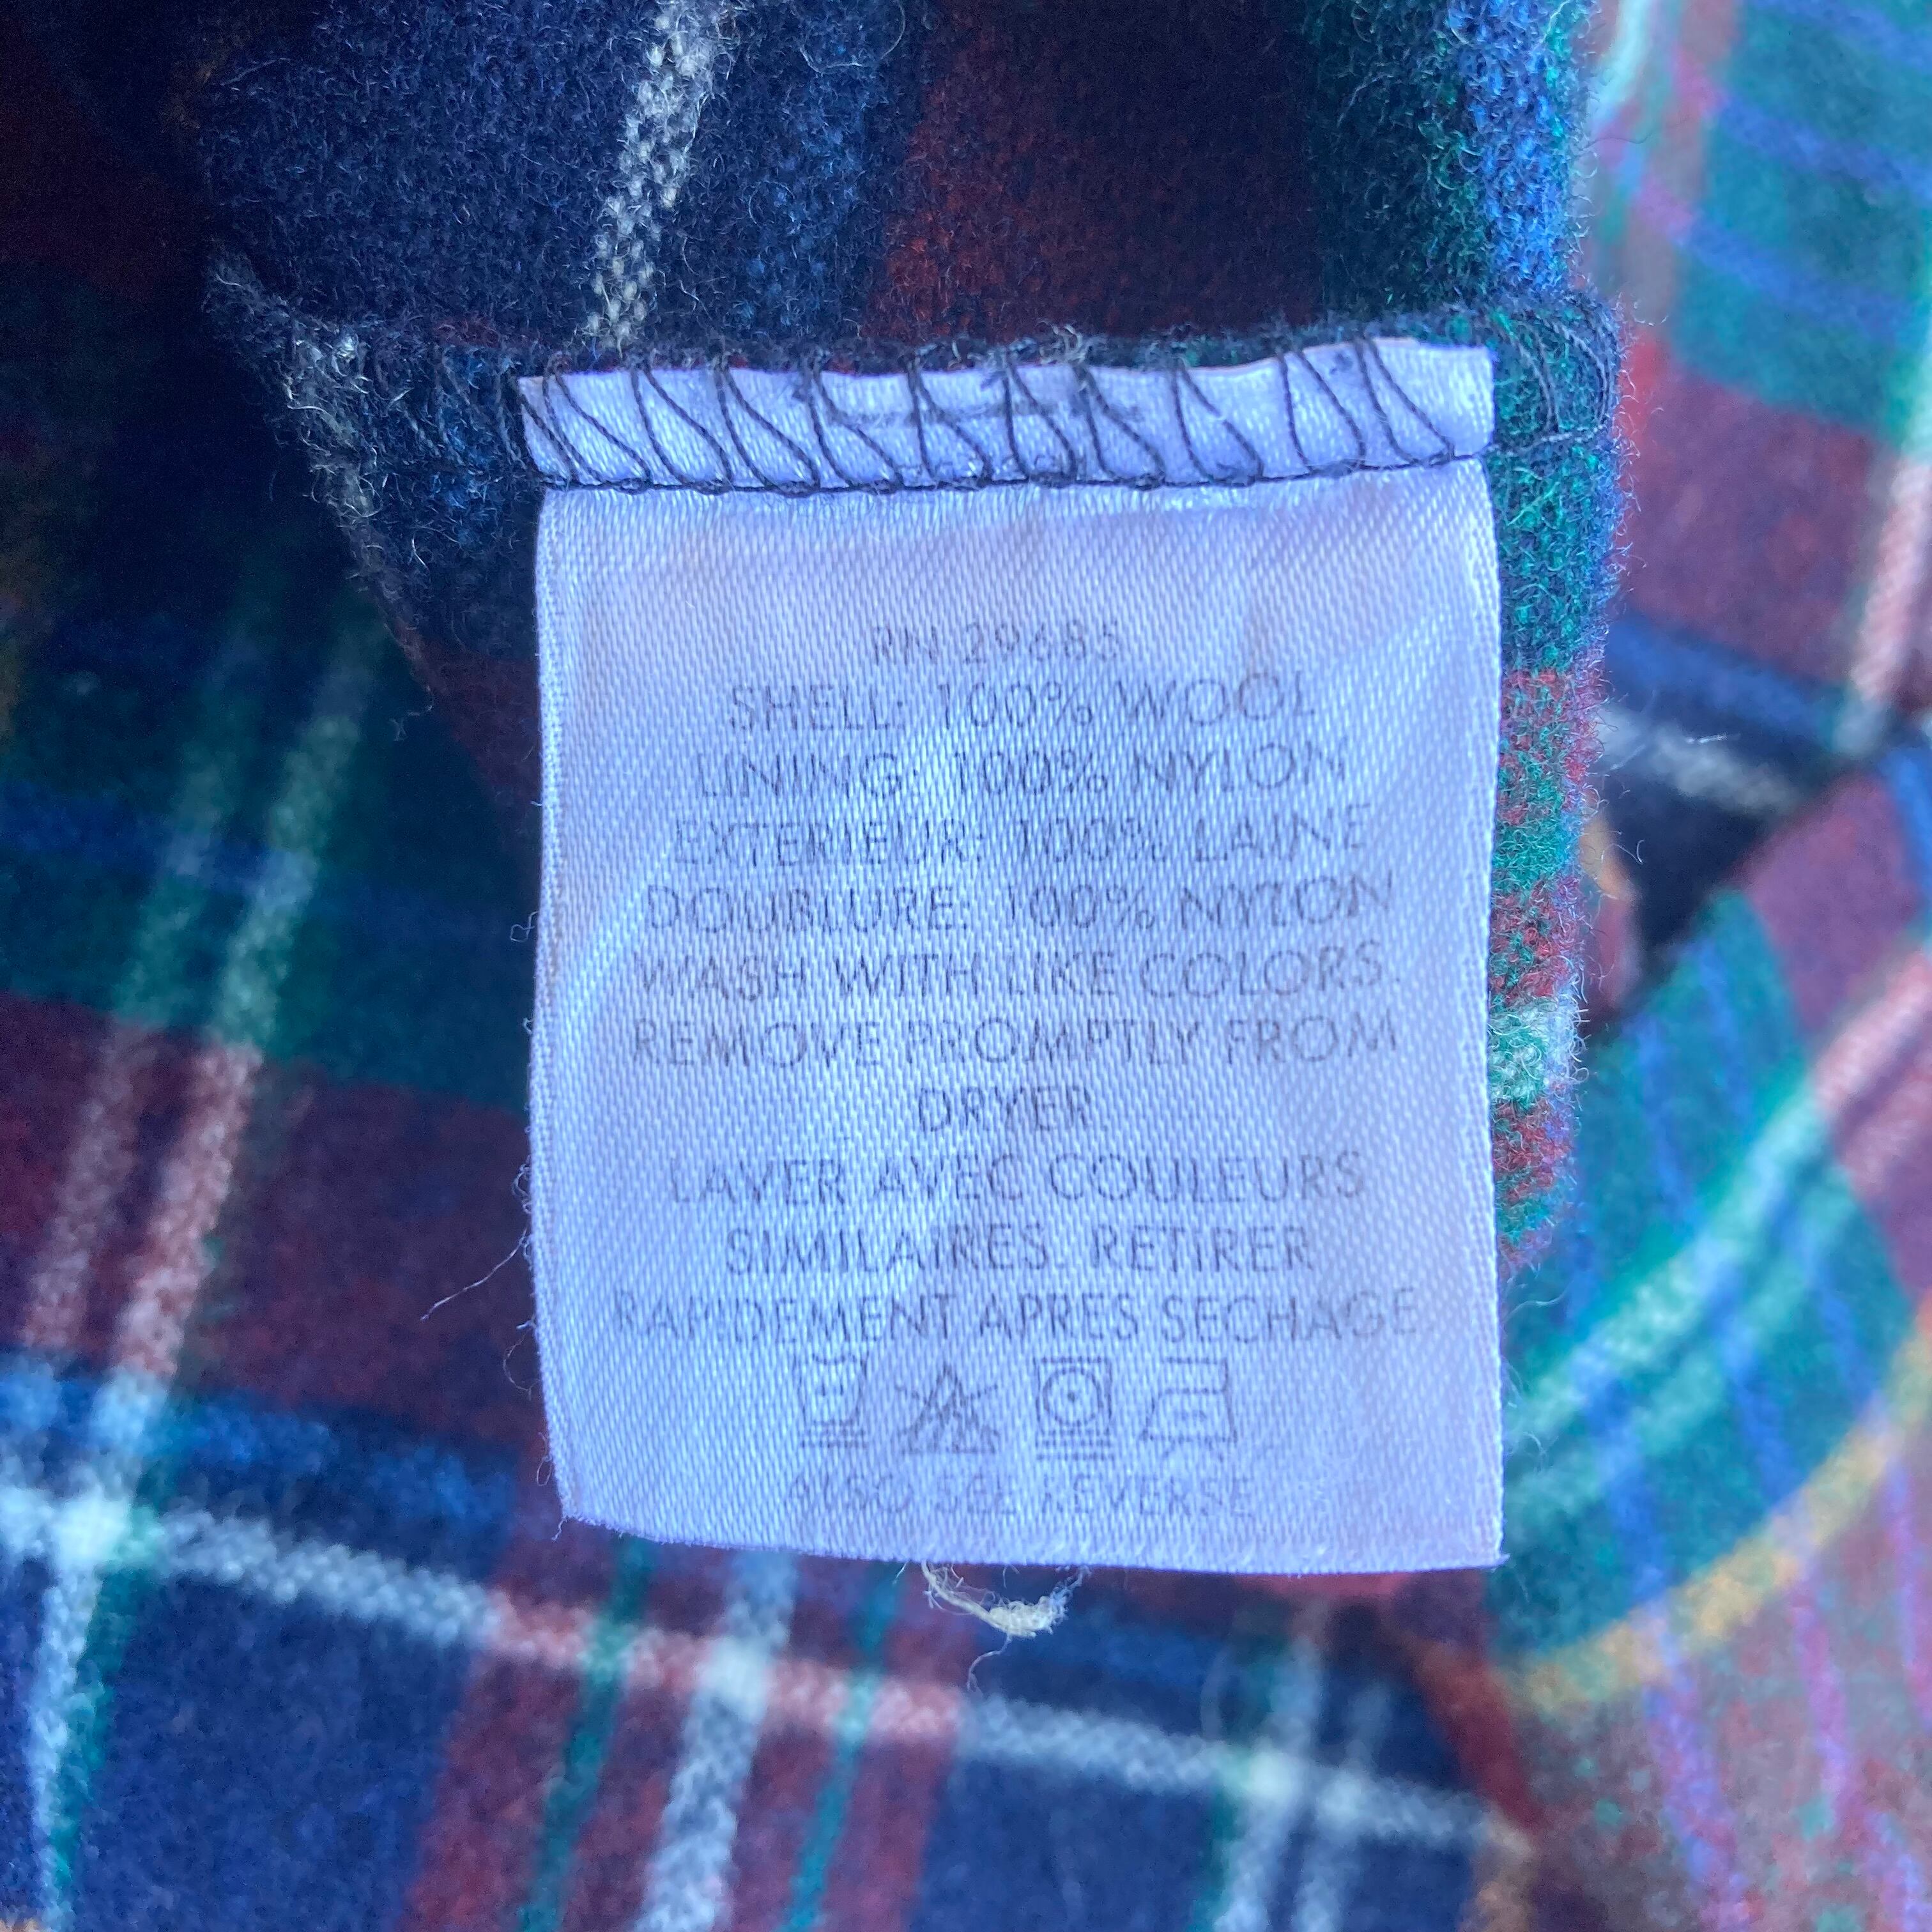 RN 29685
SHELL: 100% WOOL
LINING: 100% NYLON
EXTERIEUR: 100% LAINE
DOUBLURE: 100% NYLON
WASH WITH LIKE COLORS.
REMOVE PROMPTLY FROM
DRYER
LAVER AVEC COULEURS
SIMILAIRES. RETIRER
RAPIDEMENT APRES SECHAGE
ALSO SEE REVERSE